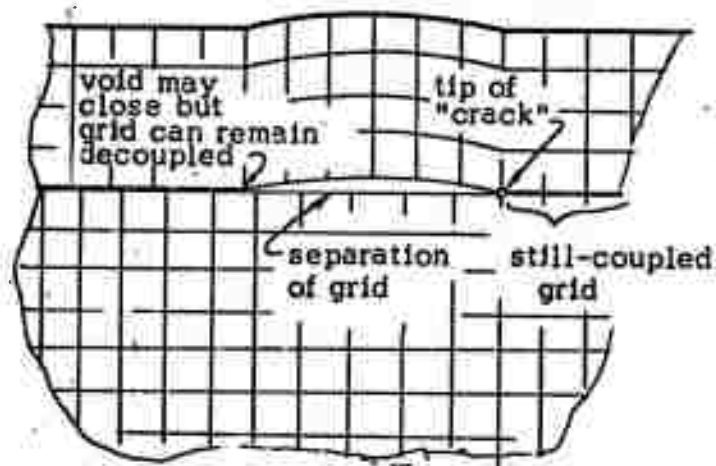 void may
close but
grid can remain
decoupled
tip of
"crack"
separation
of grid
still-coupled
grid